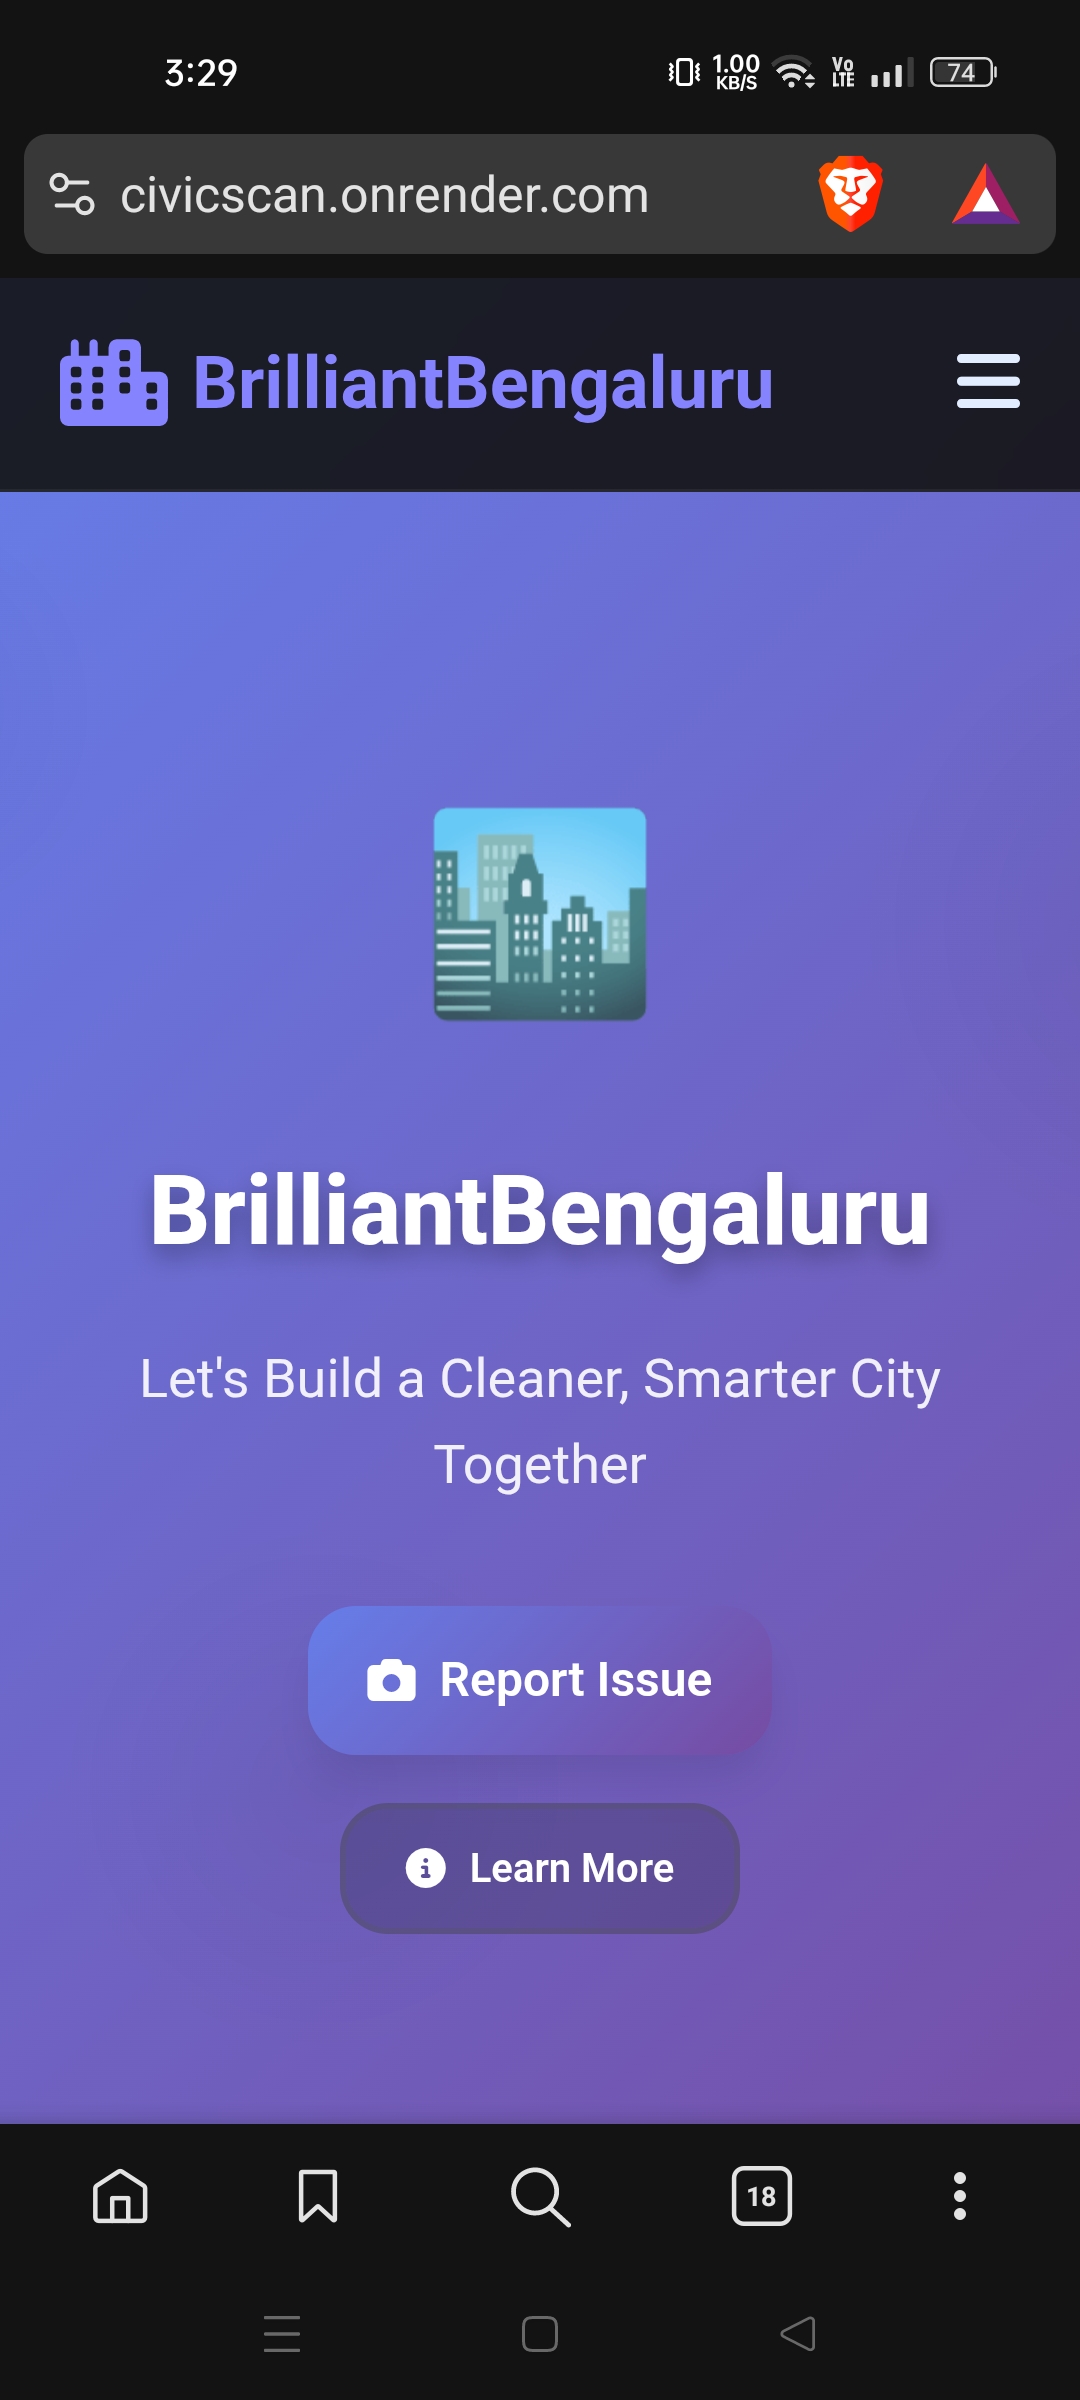 3:29
1.00
KB/S
Vo
LTE
74
civicscan.onrender.com
BrilliantBengaluru
BrilliantBengaluru
Let's Build a Cleaner, Smarter City
Together
Report Issue
Learn More
18